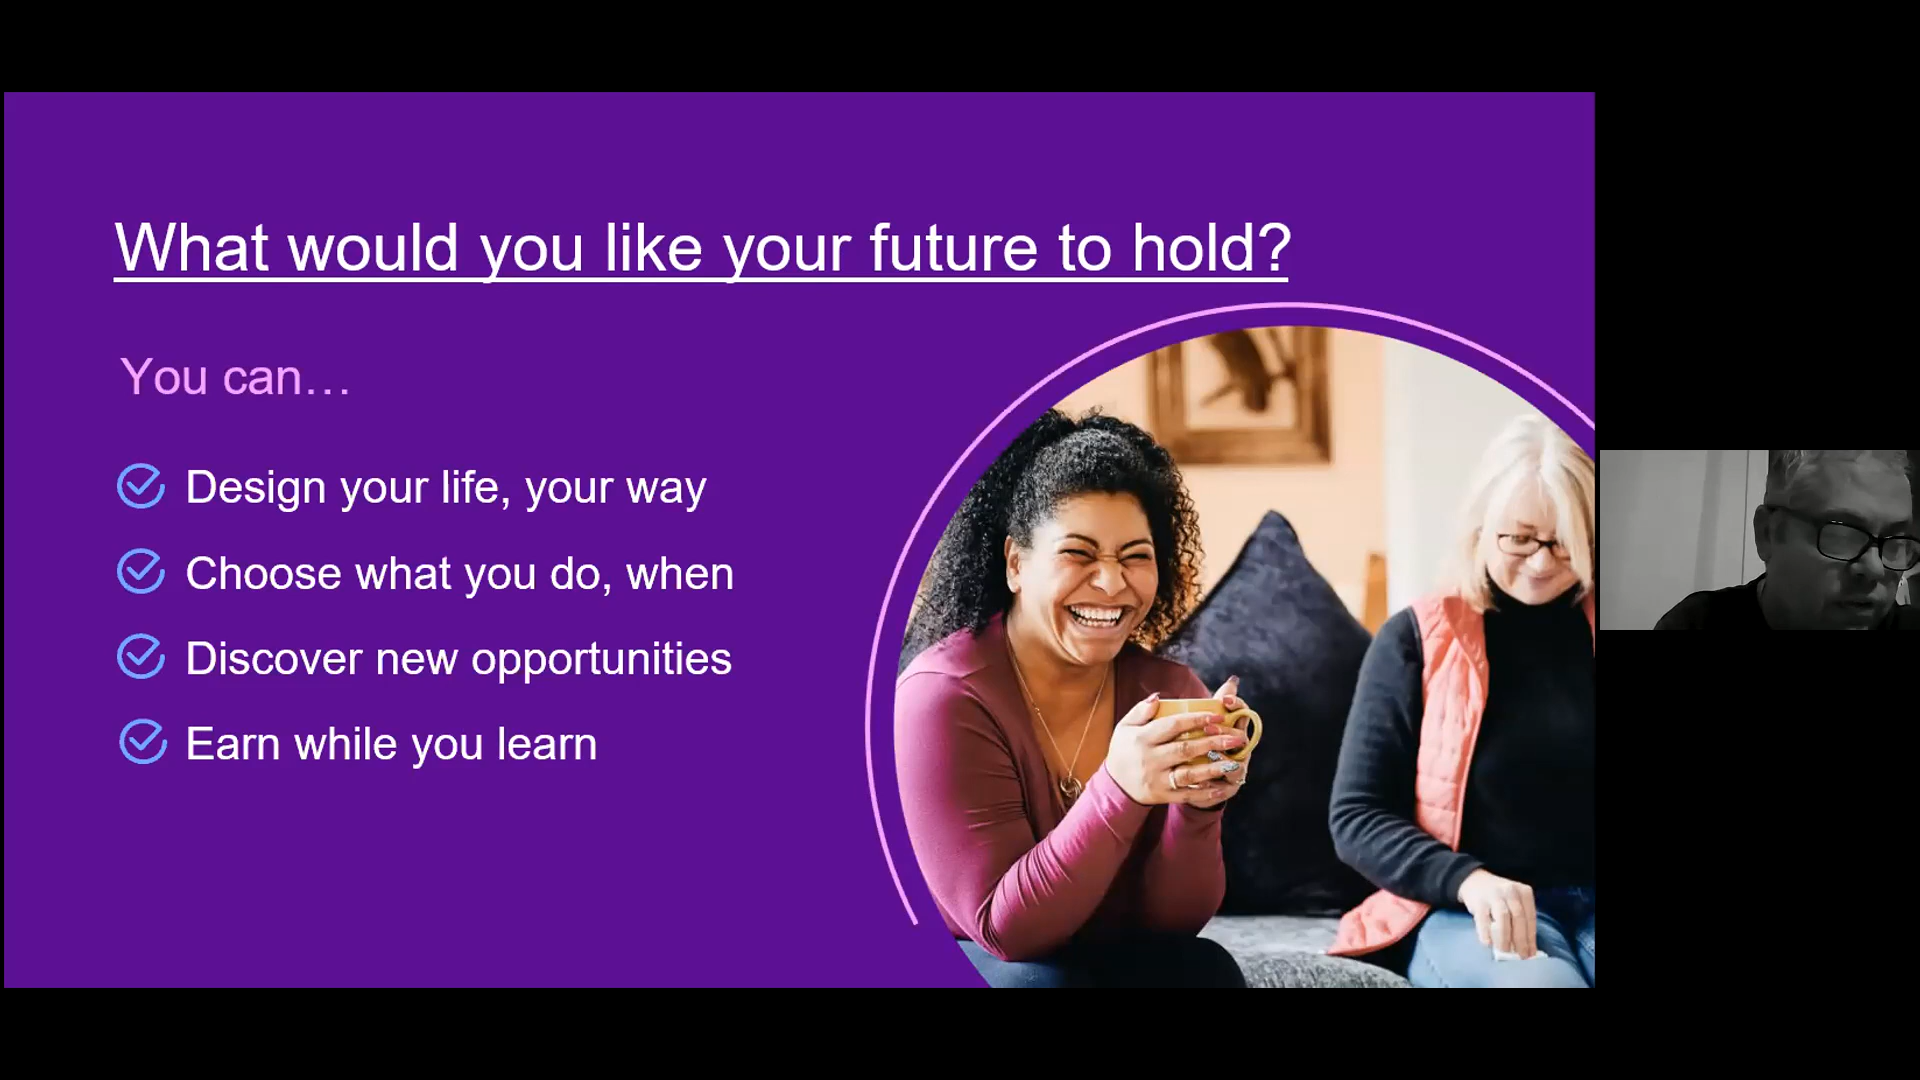 What would you like your future to hold?
You can…
Design your life, your way
Choose what you do, when
Discover new opportunities
Earn while you learn